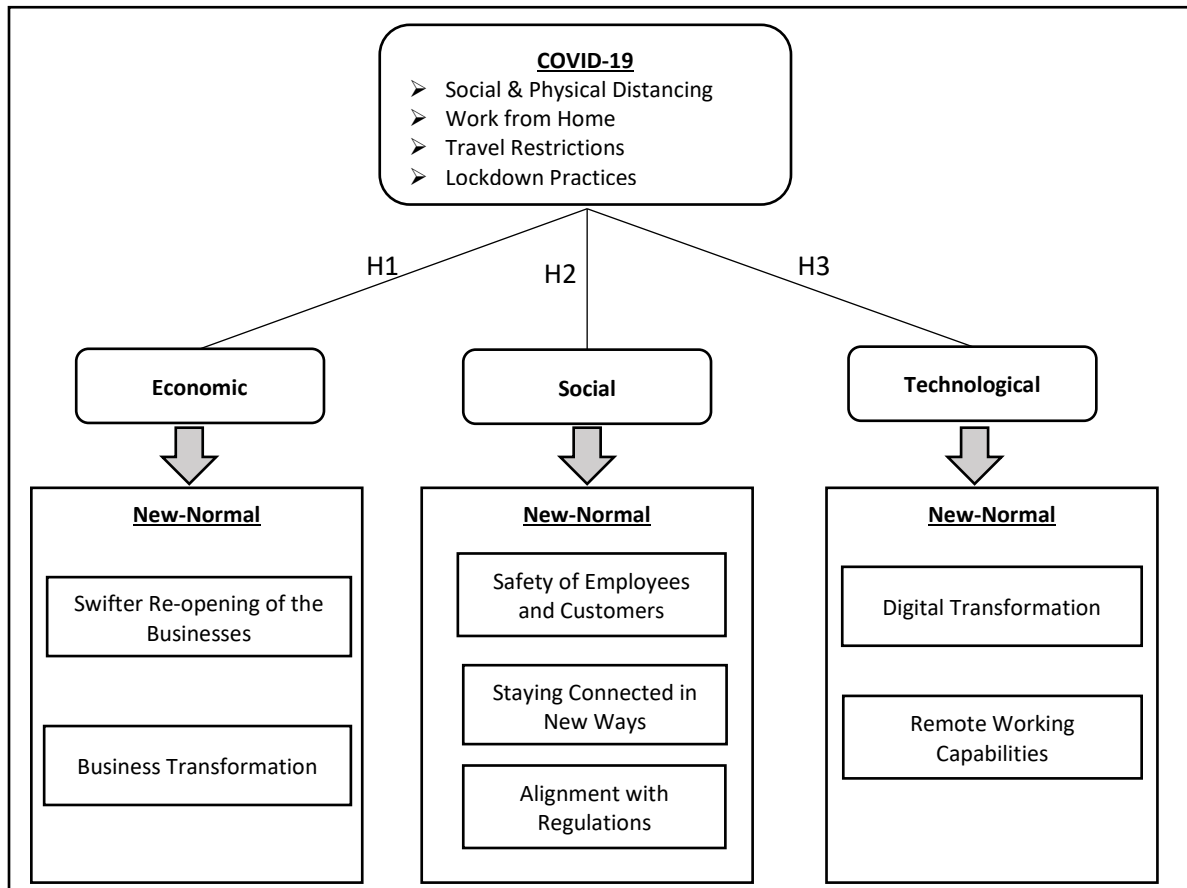 COVID-19
➢ Social & Physical Distancing
➢ Work from Home
➢ Travel Restrictions
➢ Lockdown Practices
H1
H2
H3
Economic
Social
Technological
New-Normal
Swifter Re-opening of the
Businesses
Business Transformation
New-Normal
Safety of Employees
and Customers
Staying Connected in
New Ways
Alignment with
Regulations
New-Normal
Digital Transformation
Remote Working
Capabilities